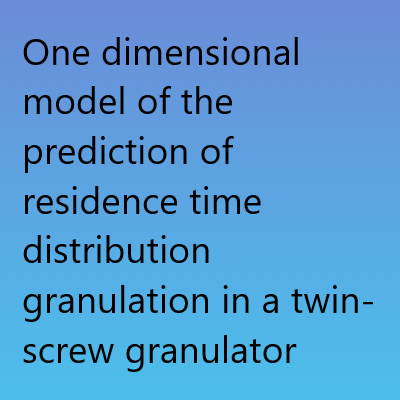 One dimensional
model of the
prediction of
residence time
distribution
granulation in a twin-
screw granulator